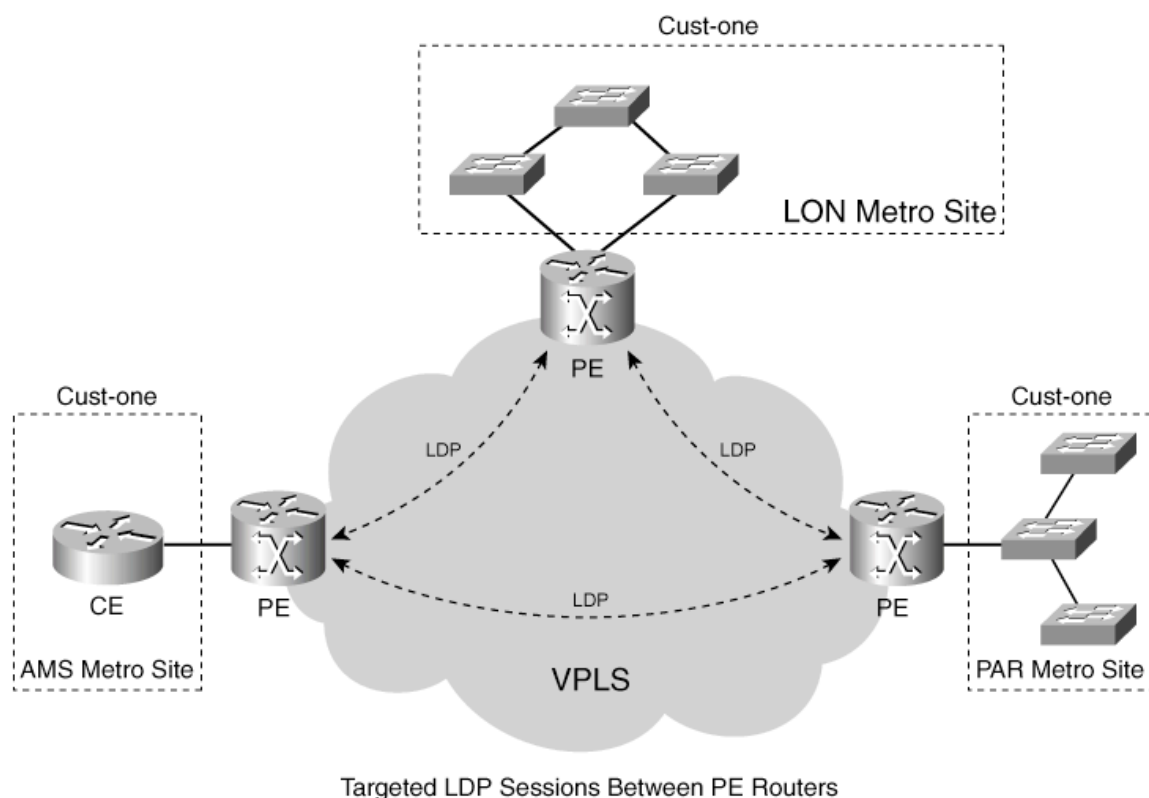 Cust-one
LON Metro Site
PE
LDP
LDP
Cust-one
Cust-one
CE
PE
LDP
PE
AMS Metro Site
VPLS
PAR Metro Site
Targeted LDP Sessions Between PE Routers